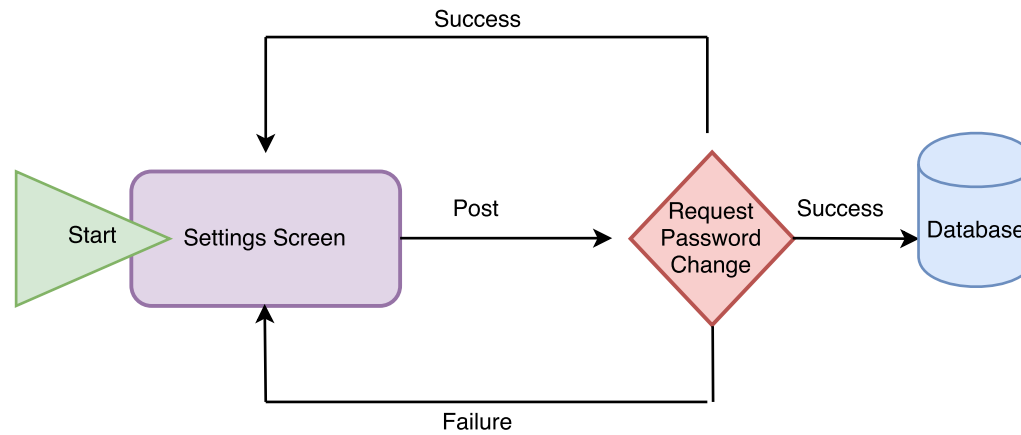 Success
Start
Settings Screen
Post
Request
Password
Change
Success
Database
Failure